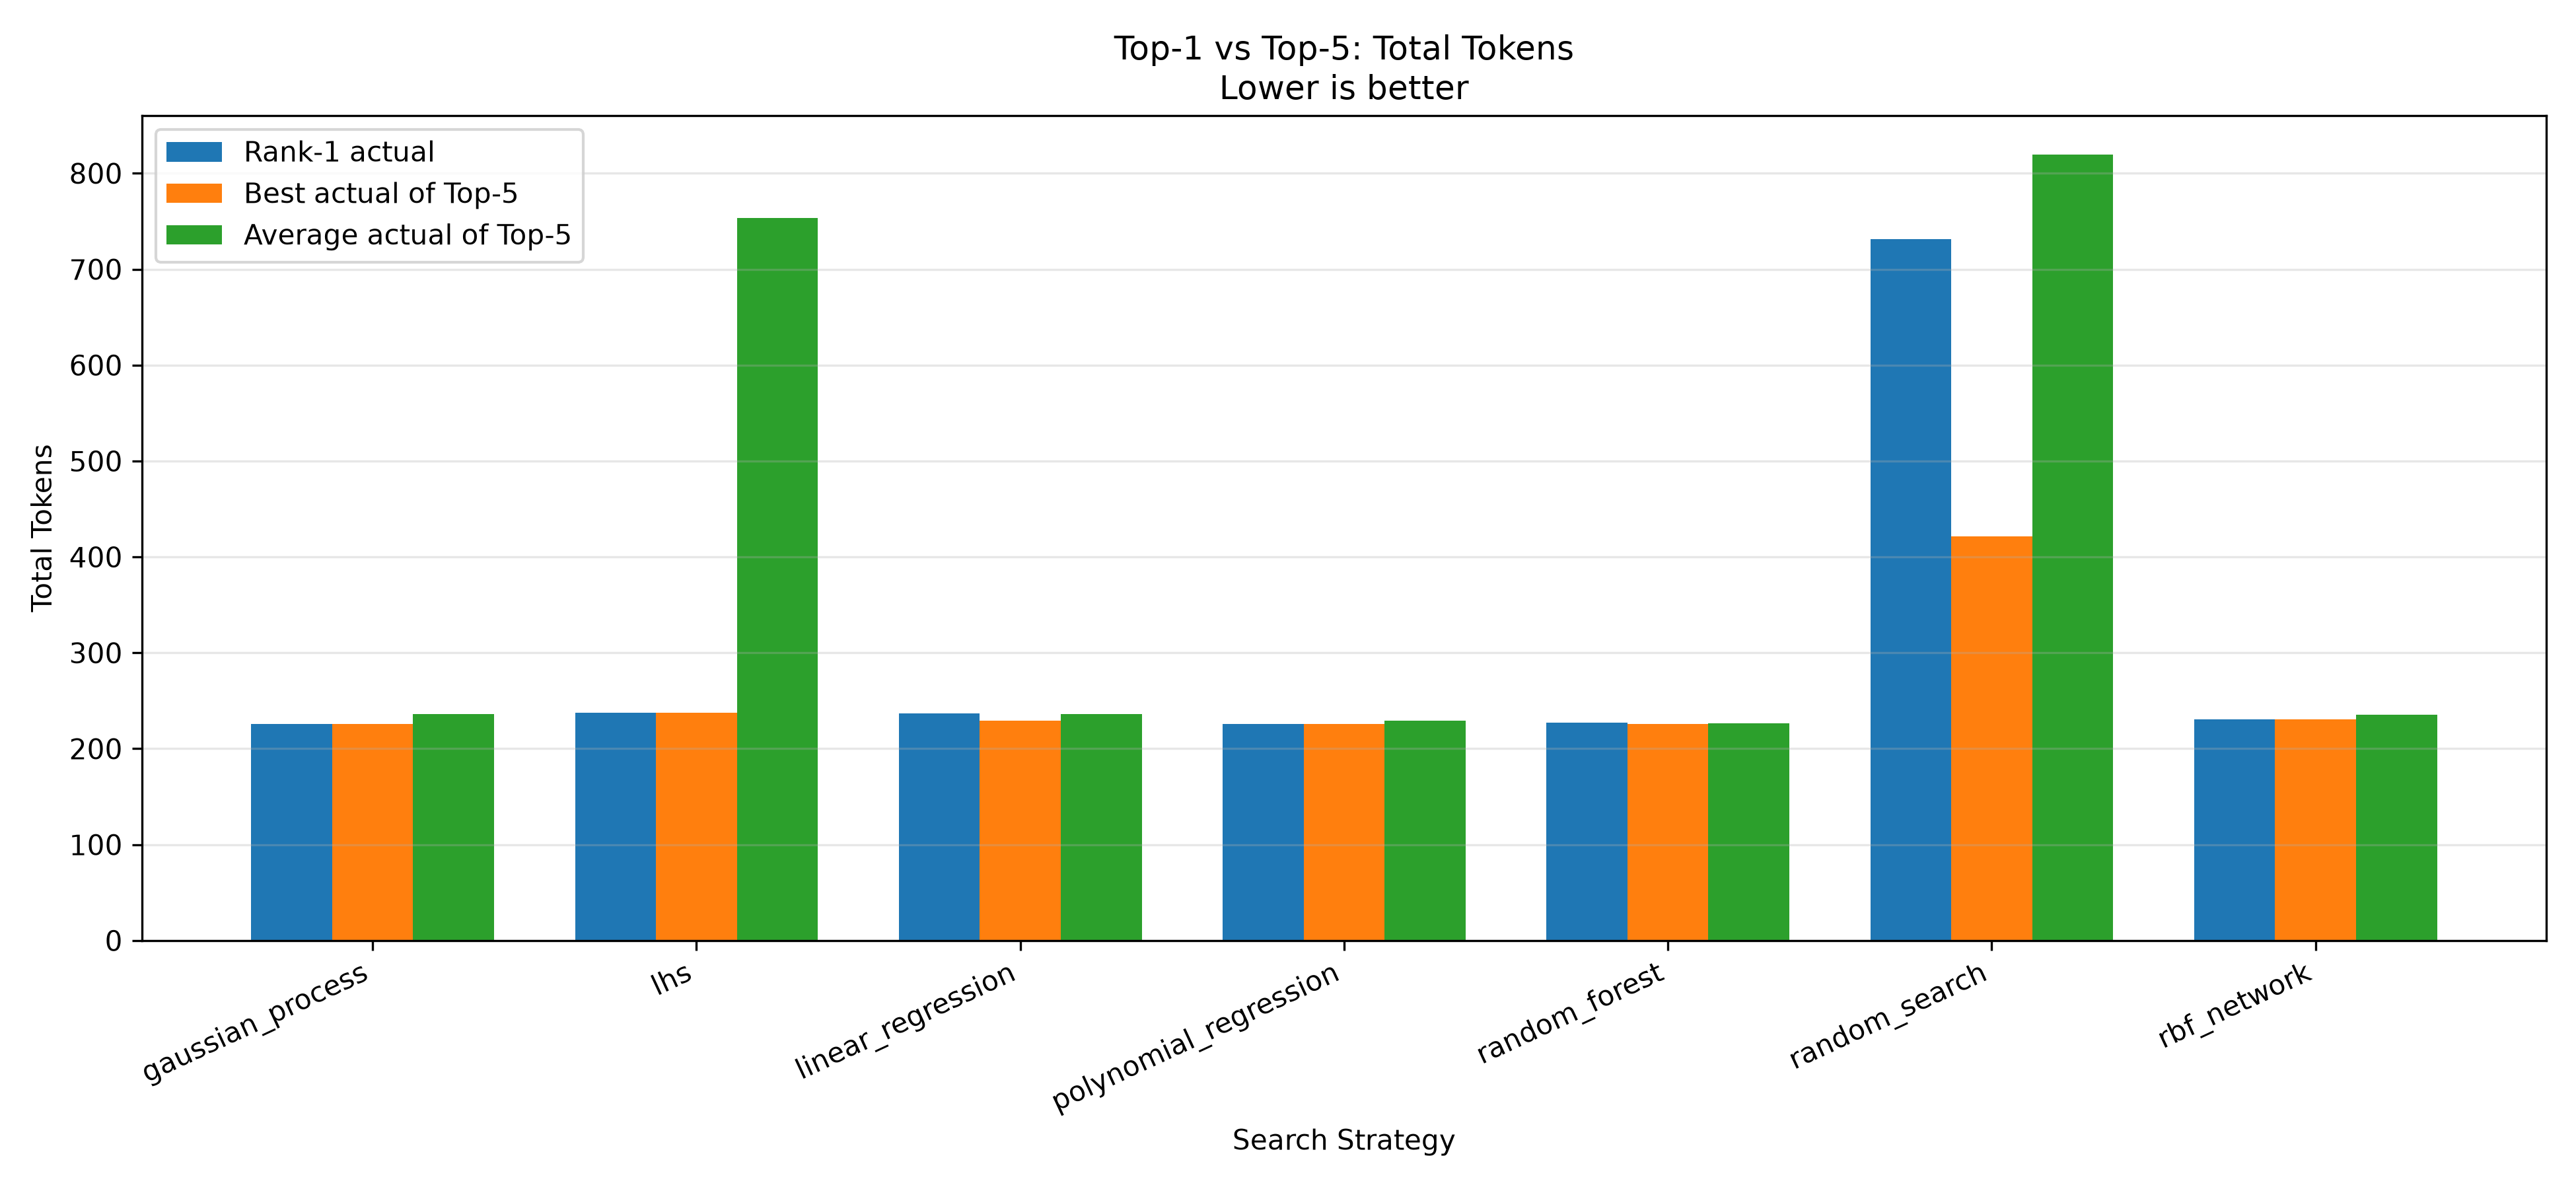 Top-1 vs Top-5: Total Tokens
Lower is better
Rank-1 actual
Best actual of Top-5
Average actual of Top-5
Total Tokens
800
700
600
500
400
300
200
100
0
gaussian_process
lhs
linear_regression
polynomial_regression
random_forest
random_search
rbf_network
Search Strategy